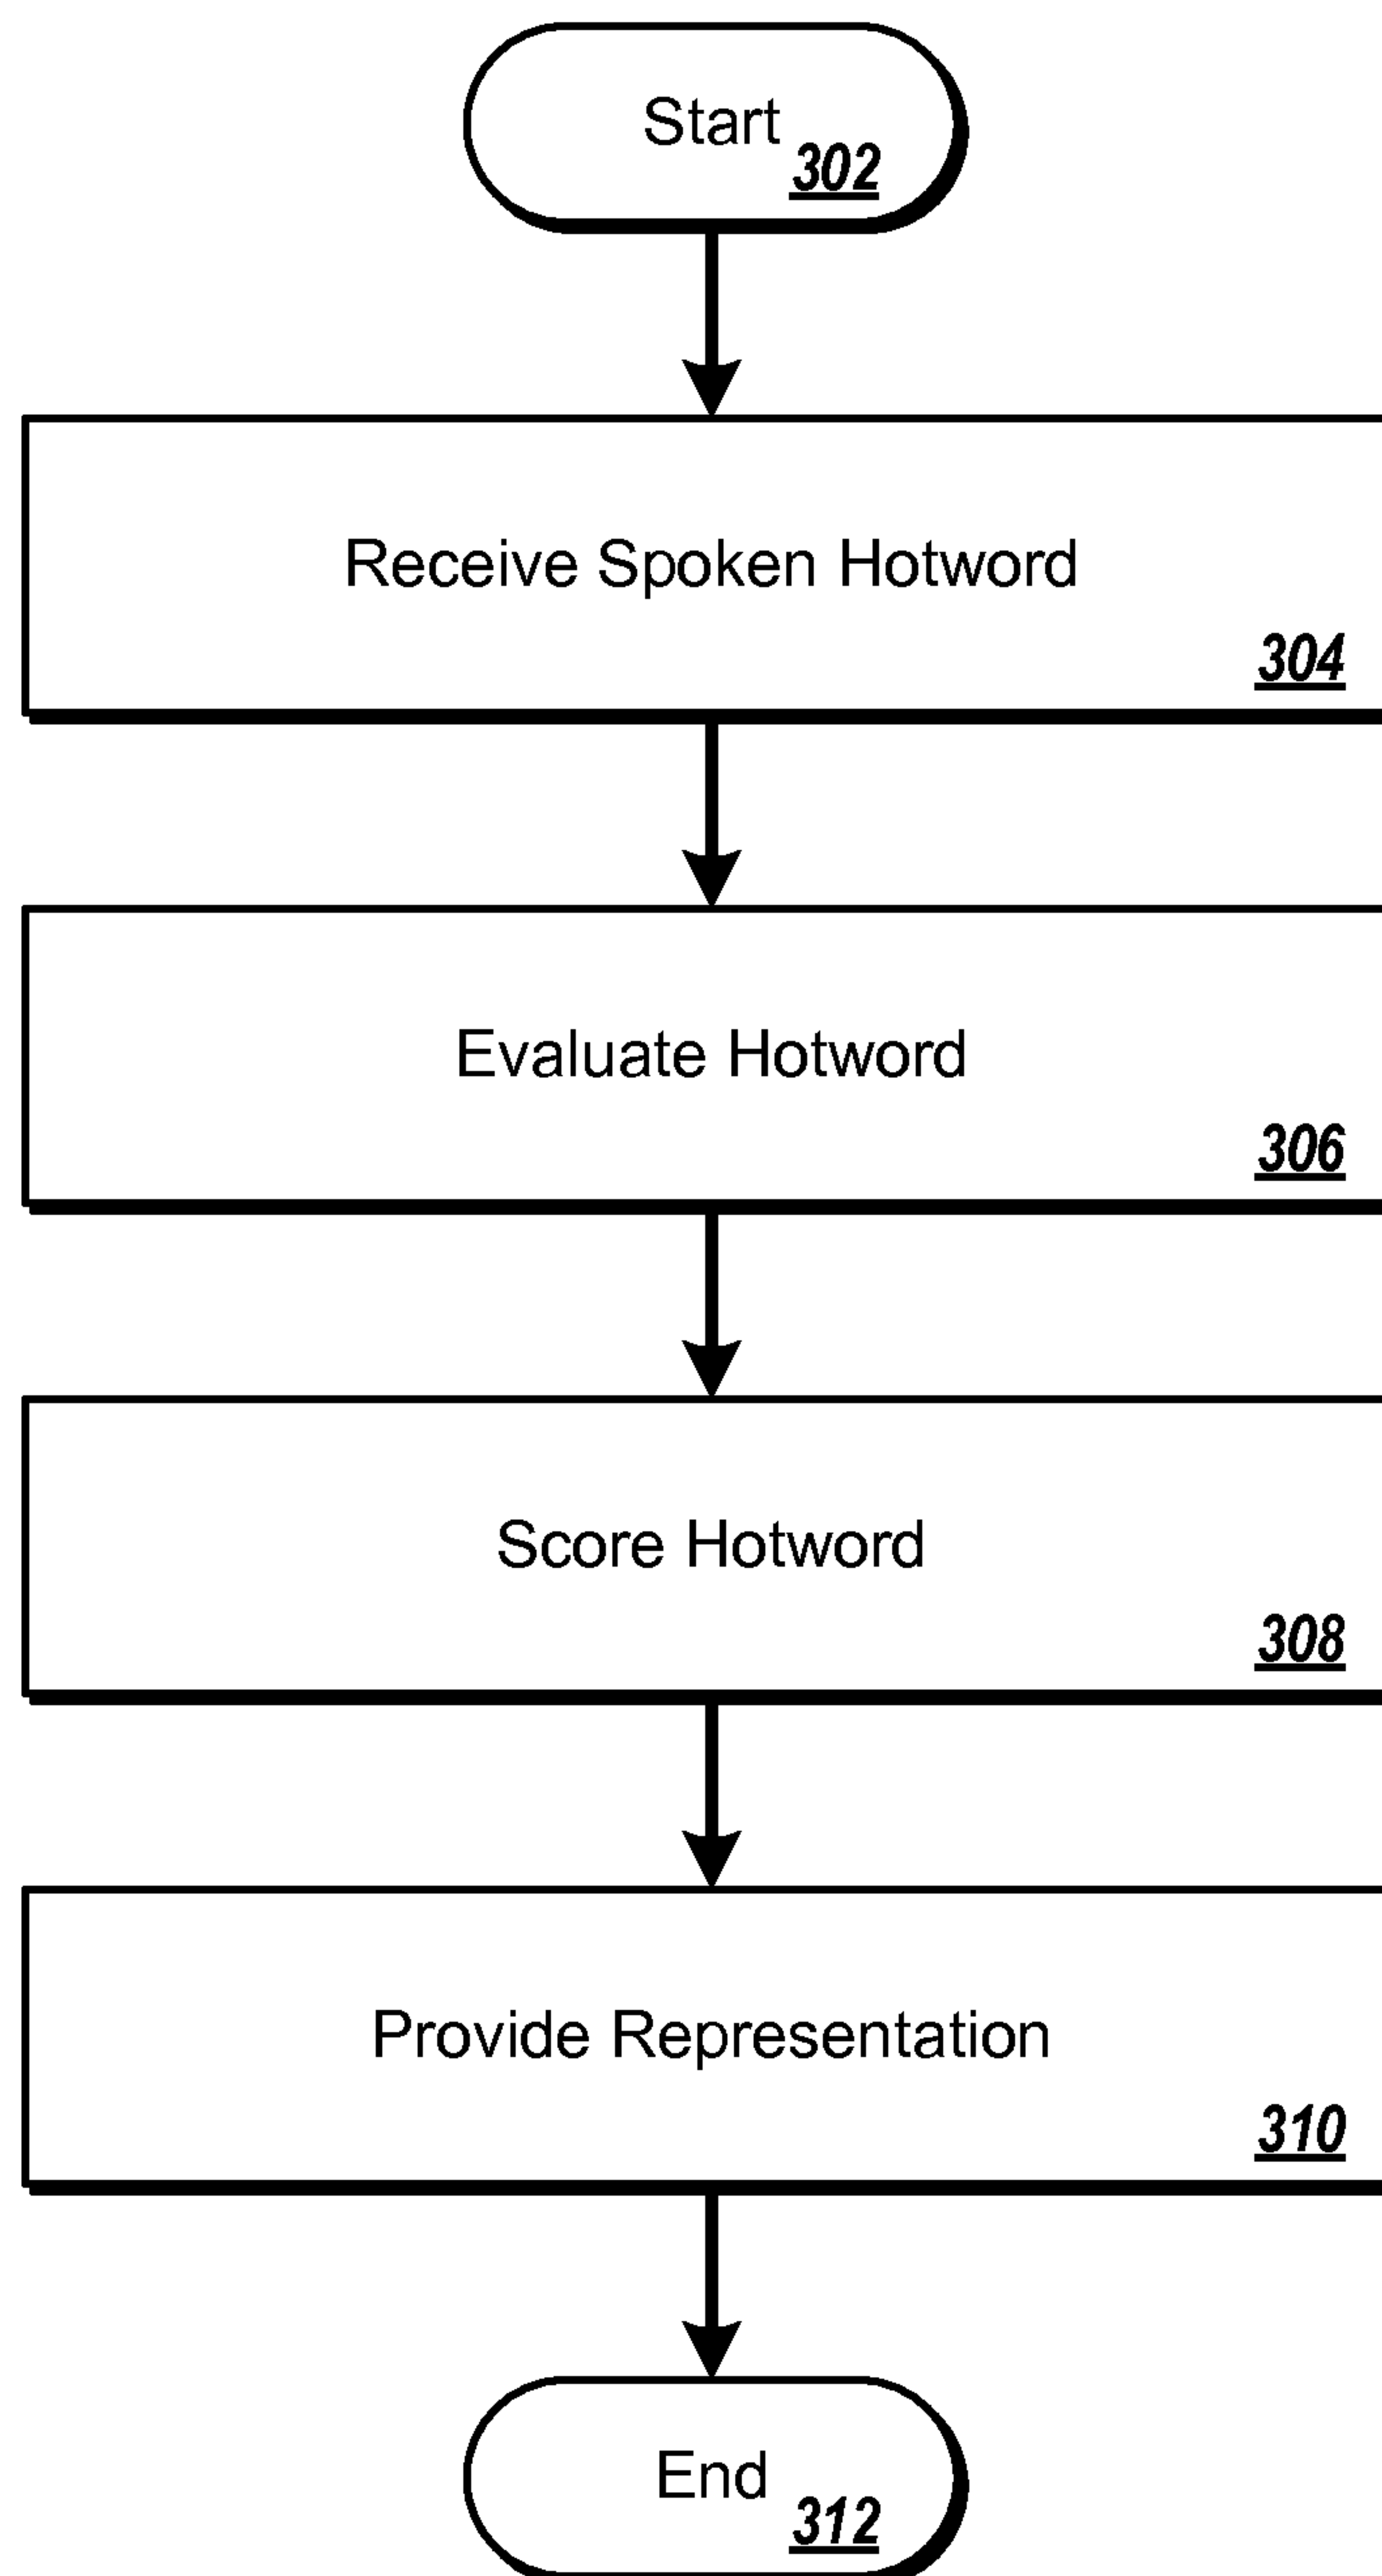 Start
302
Receive Spoken Hotword
304
Evaluate Hotword
306
Score Hotword
308
Provide Representation
310
End
312